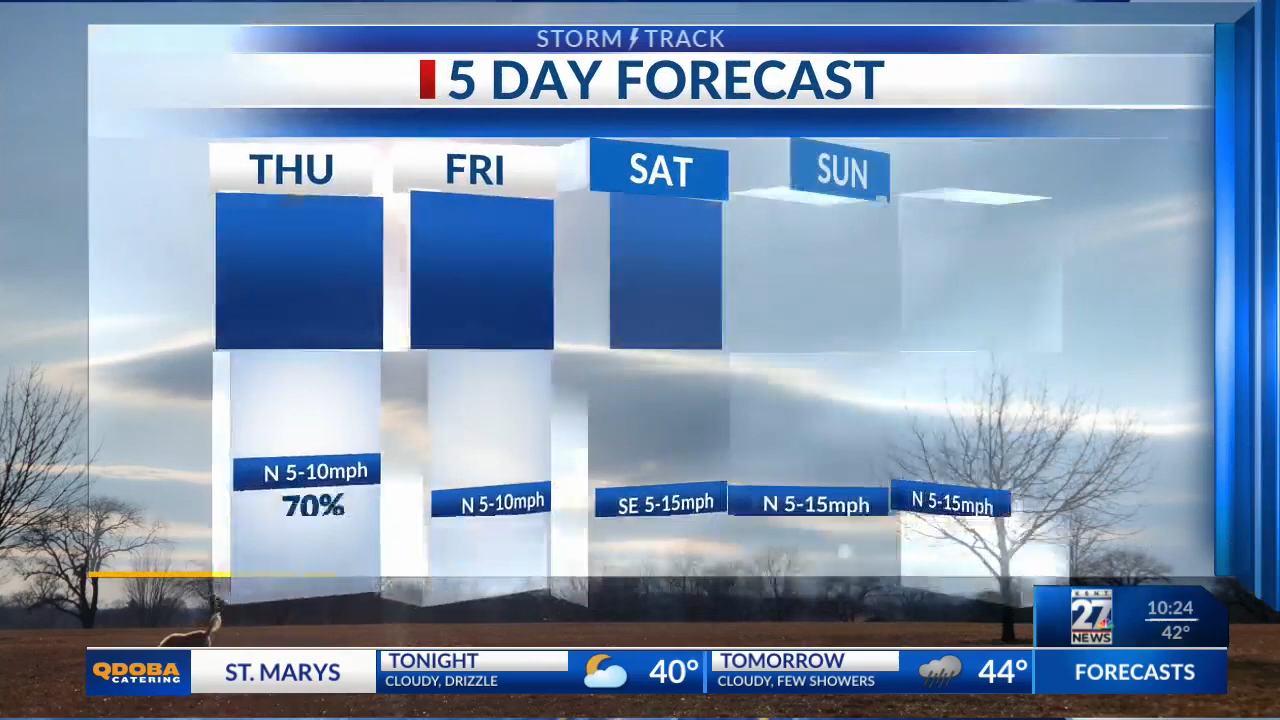 STORM TRACK
5 DAY FORECAST
THU FRI SAT SUN
N 5-10mph
70%
N 5-10mph
SE 5-15mph
N 5-15mph
N 5-15mph
KSNT
27
NEWS
10:24
42°
QDOBA
CATERING
ST. MARYS
TONIGHT
CLOUDY, DRIZZLE
40°
TOMORROW
CLOUDY, FEW SHOWERS
44°
FORECASTS